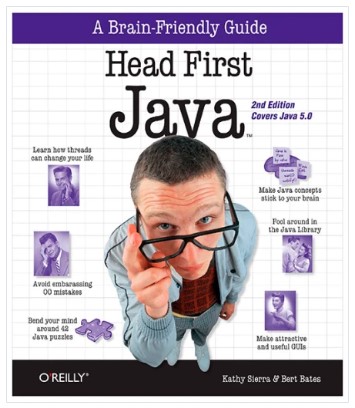 A Brain-Friendly Guide
Head First
Java™
2nd Edition
Covers Java 5.0
Learn how threads
can change your life
Make Java concepts
stick to your brain
Fool around in
the Java Library
Avoid embarassing
OO mistakes
Bend your mind
around 42
Java puzzles
Make attractive
and useful GUIs
O'REILLY®
Kathy Sierra & Bert Bates